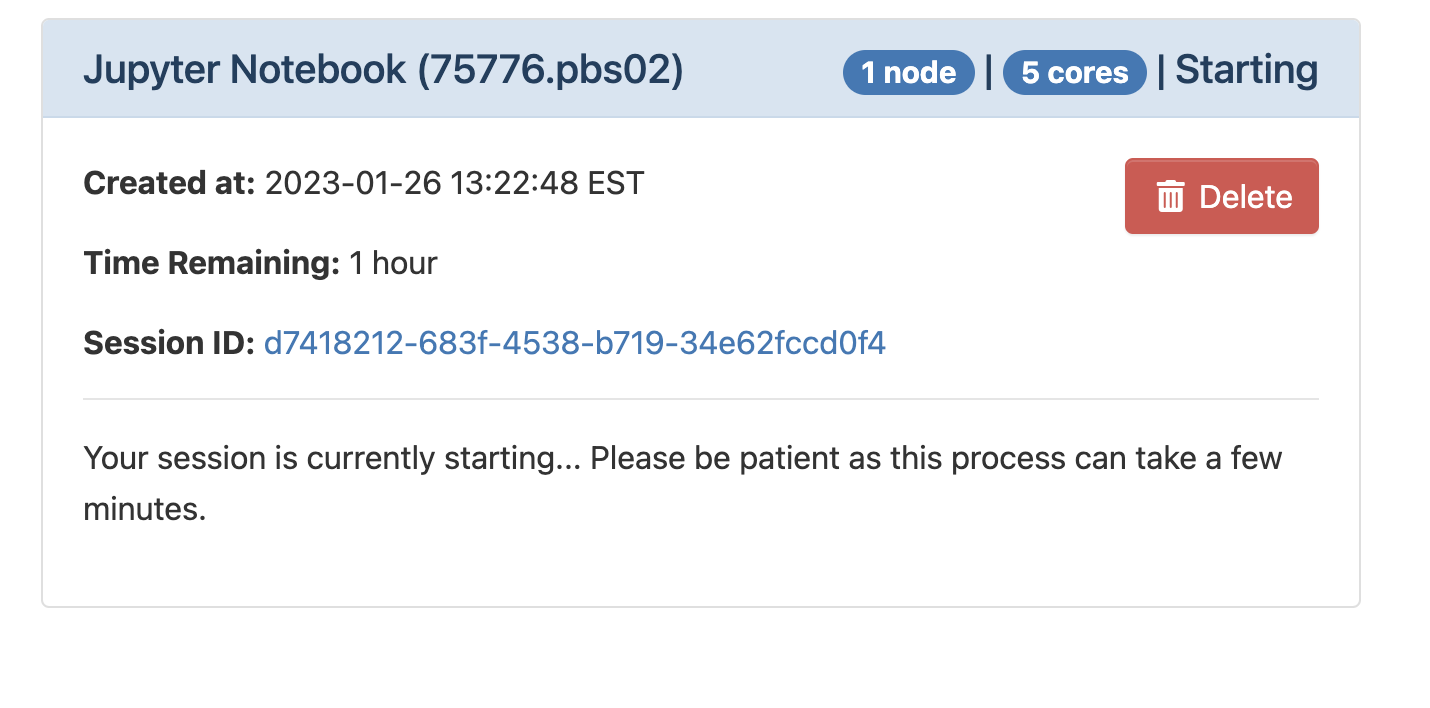 Jupyter Notebook (75776.pbs02) 1 node | 5 cores | Starting
Created at: 2023-01-26 13:22:48 EST
Delete
Time Remaining: 1 hour
Session ID: d7418212-683f-4538-b719-34e62fccd0f4
Your session is currently starting... Please be patient as this process can take a few
minutes.